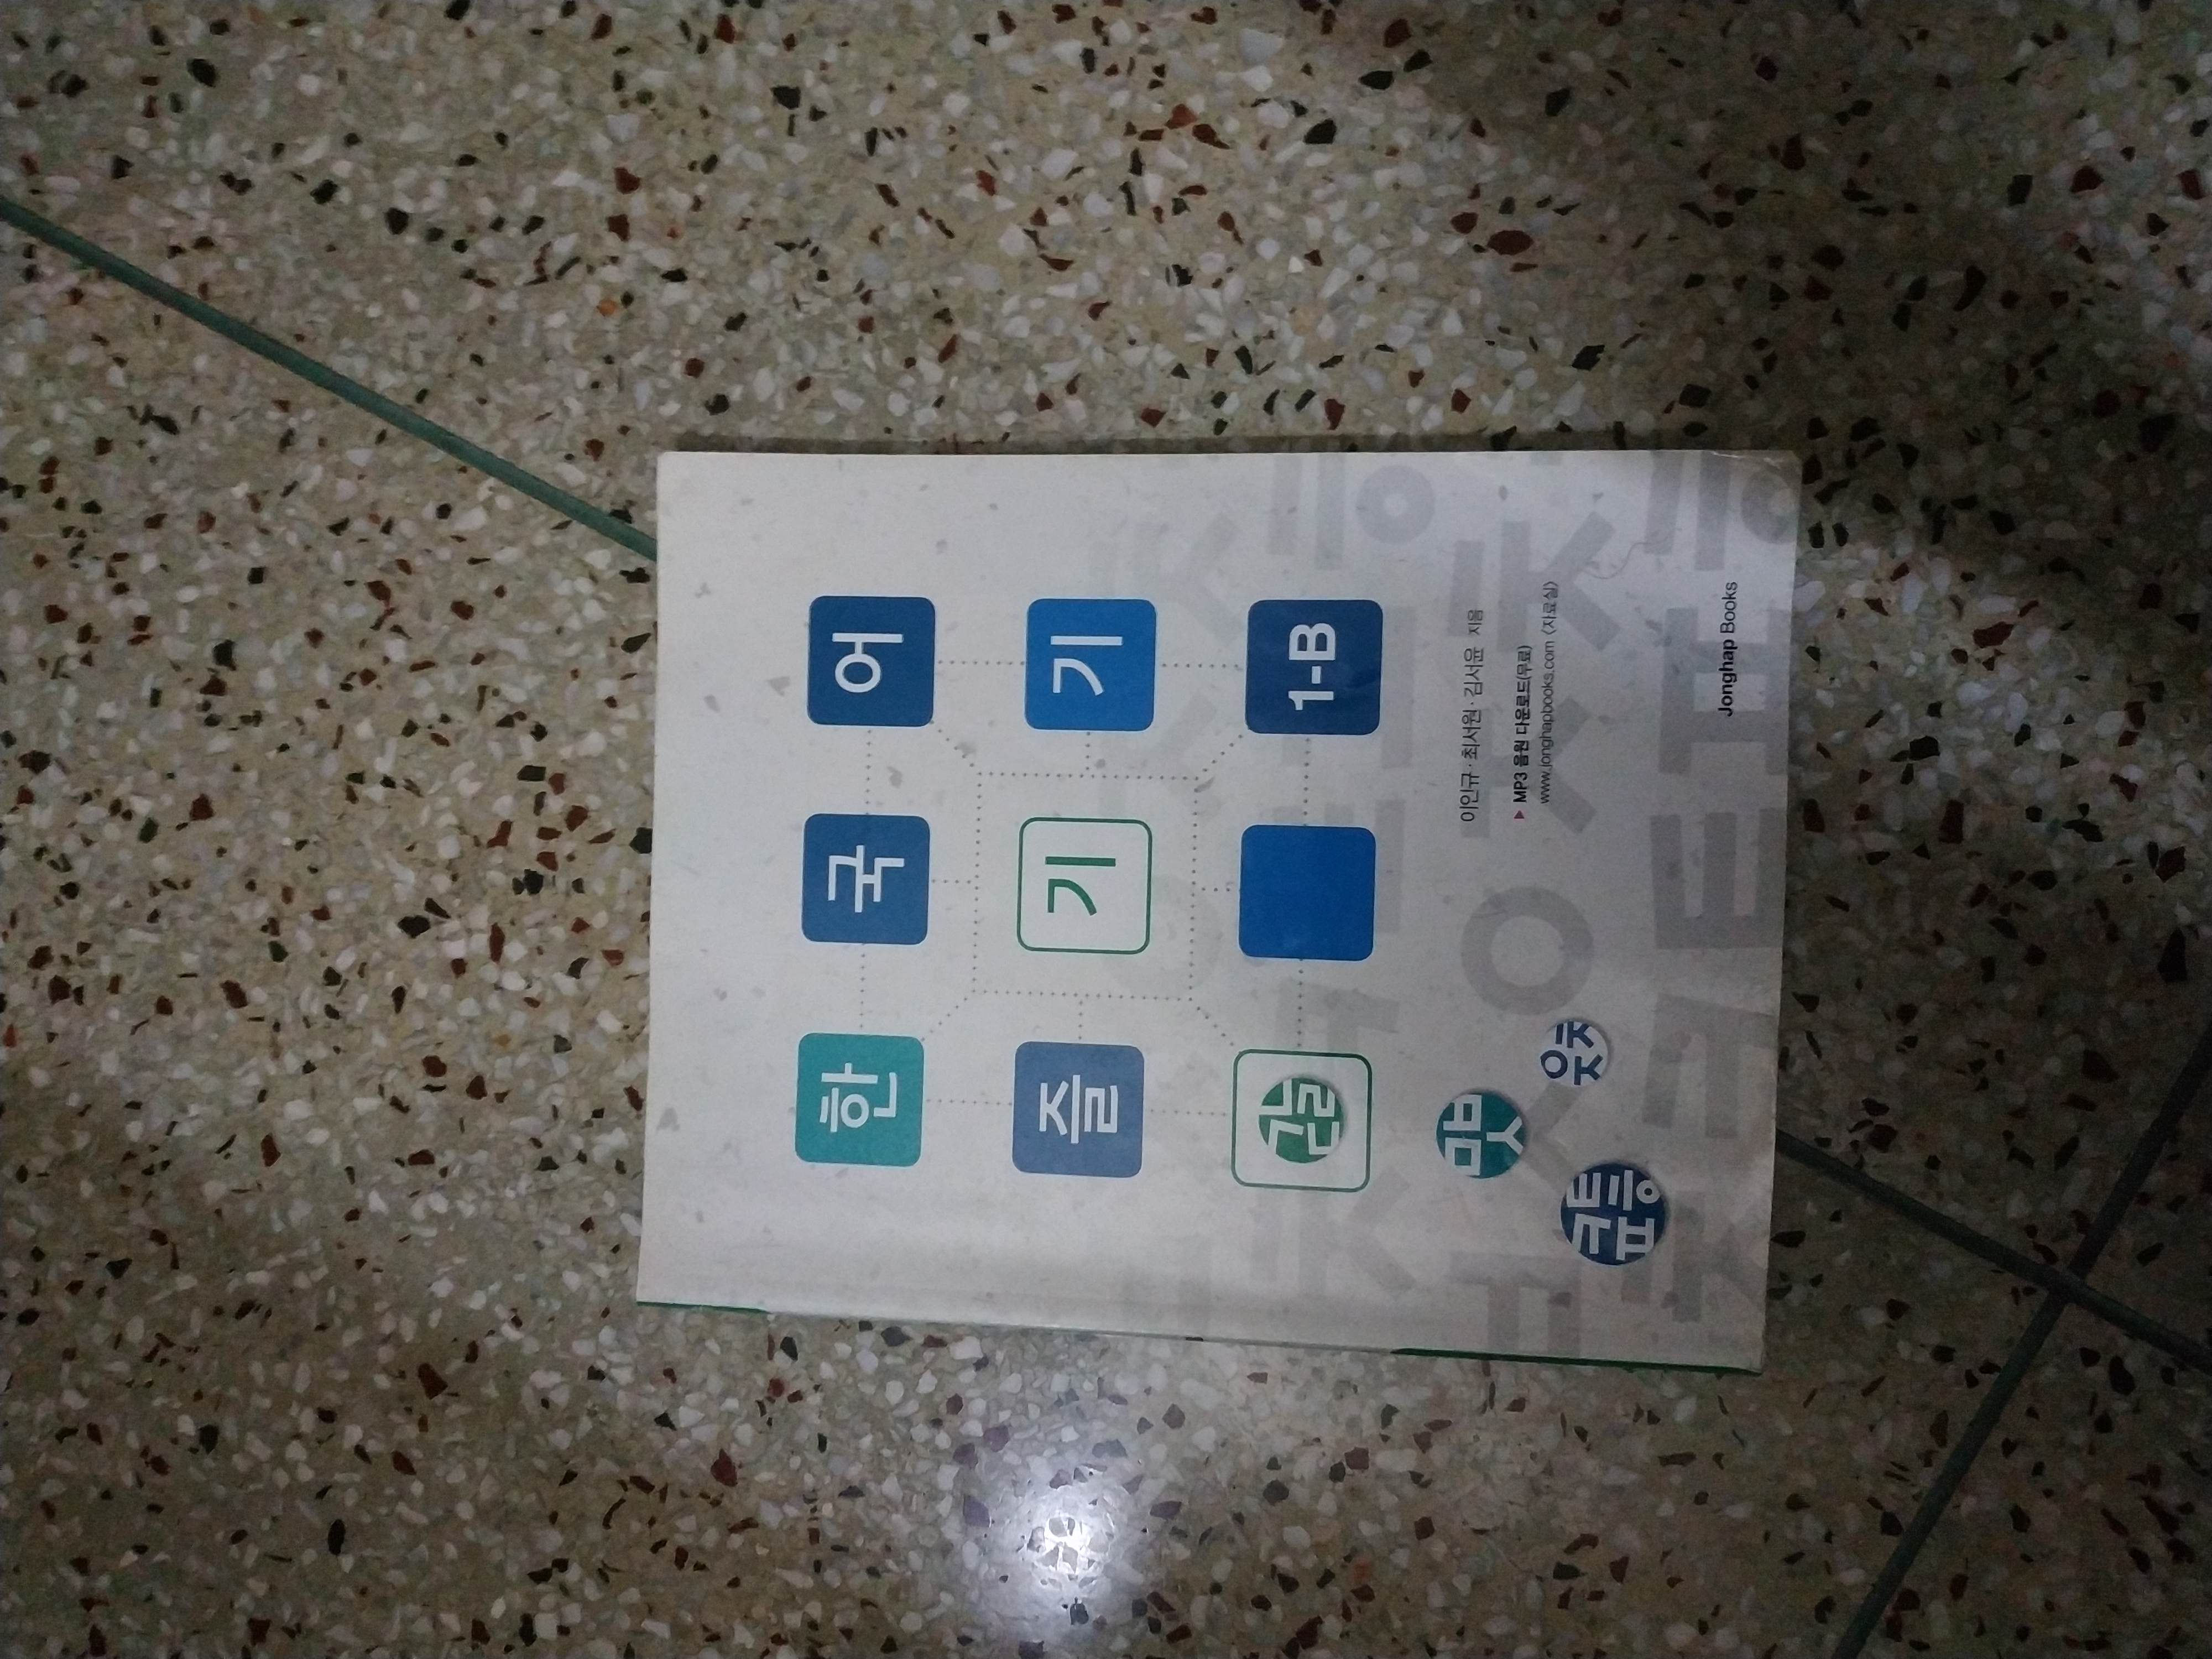 한 국 어
즐 기 기
1-B
이인규·최서원·김서윤 지음
▶ MP3 음원 다운로드(무료)
www.jonghapbooks.com 〈자료실〉
Jonghap Books